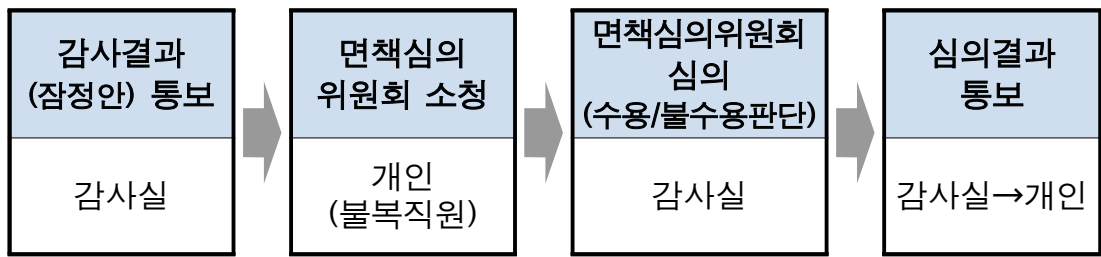 감사결과
(잠정안) 통보
감사실
면책심의
위원회 소청
개인
(불복직원)
면책심의위원회
심의
(수용/불수용판단)
감사실
심의결과
통보
감사실→개인